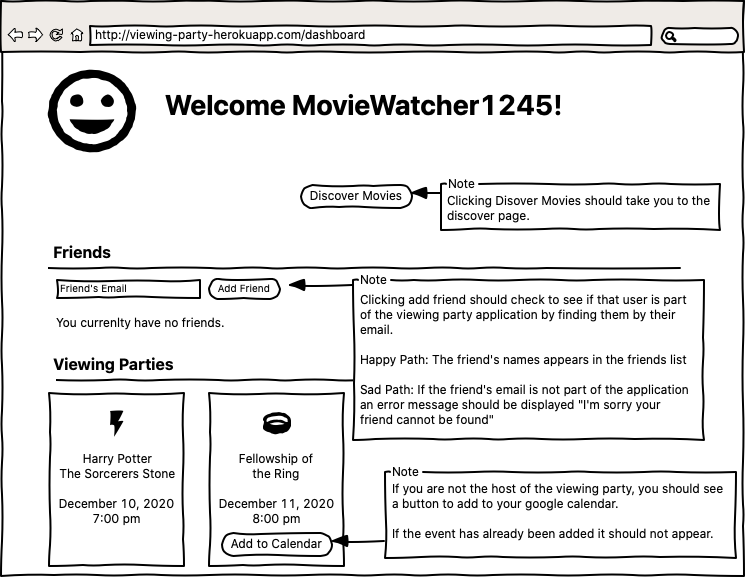 http://viewing-party-herokuapp.com/dashboard
Welcome MovieWatcher1245!
Discover Movies
Note
Clicking Disover Movies should take you to the
discover page.
Friends
Friend's Email
Add Friend
Note
Clicking add friend should check to see if that user is part
of the viewing party application by finding them by their
email.
Happy Path: The friend's names appears in the friends list
Sad Path: If the friend's email is not part of the application
an error message should be displayed "I'm sorry your
friend cannot be found"
You currenlty have no friends.
Viewing Parties
Harry Potter
The Sorcerers Stone
December 10, 2020
7:00 pm
Fellowship of
the Ring
December 11, 2020
8:00 pm
Add to Calendar
Note
If you are not the host of the viewing party, you should see
a button to add to your google calendar.
If the event has already been added it should not appear.